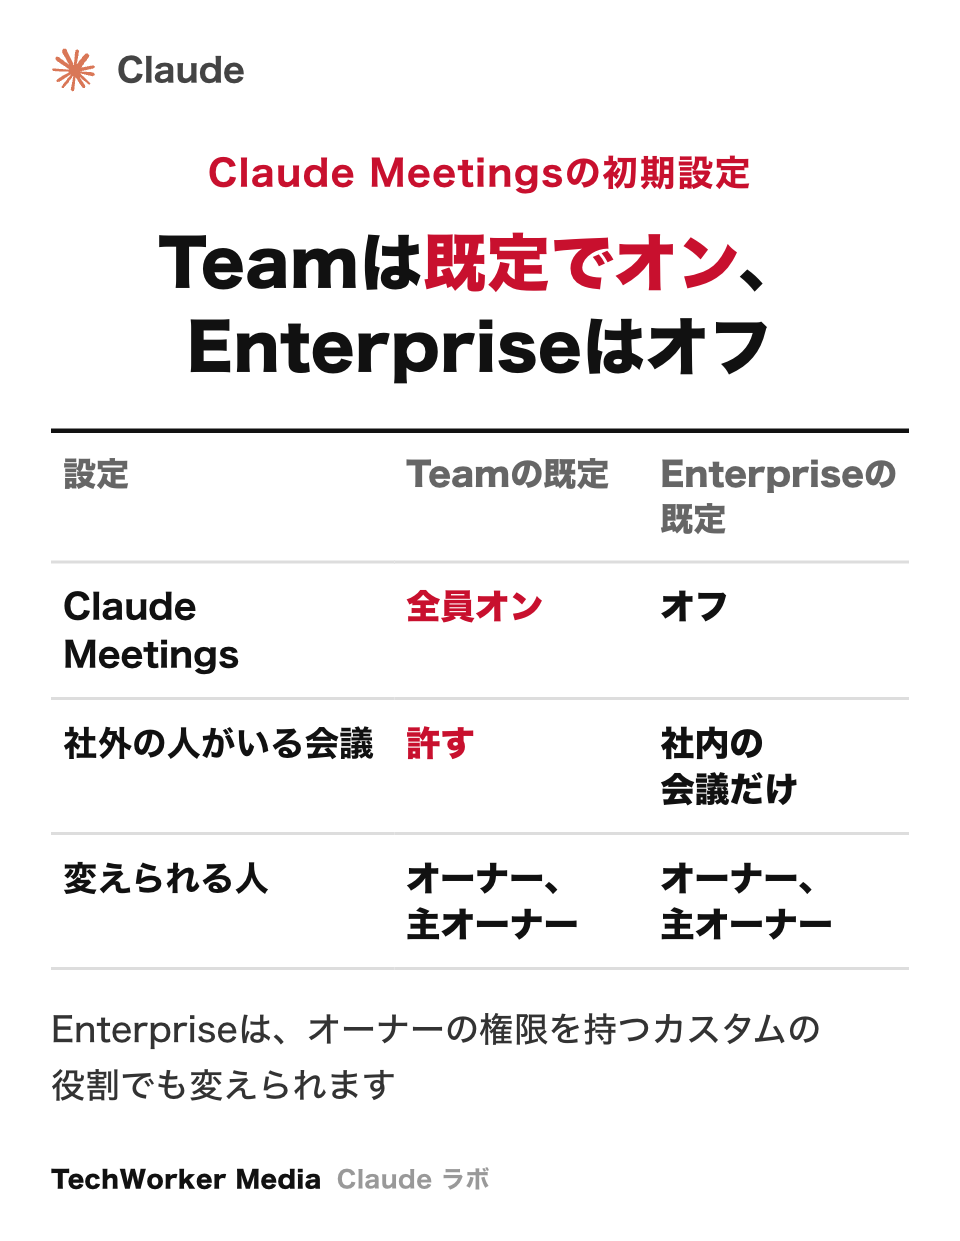 Claude
Claude Meetingsの初期設定
Teamは既定でオン、
Enterpriseはオフ
設定
Teamの既定
Enterpriseの
既定
Claude
Meetings
全員オン
オフ
社外の人がいる会議
許す
社内の
会議だけ
変えられる人
オーナー、
主オーナー
オーナー、
主オーナー
Enterpriseは、オーナーの権限を持つカスタムの
役割でも変えられます
TechWorker Media Claude ラボ